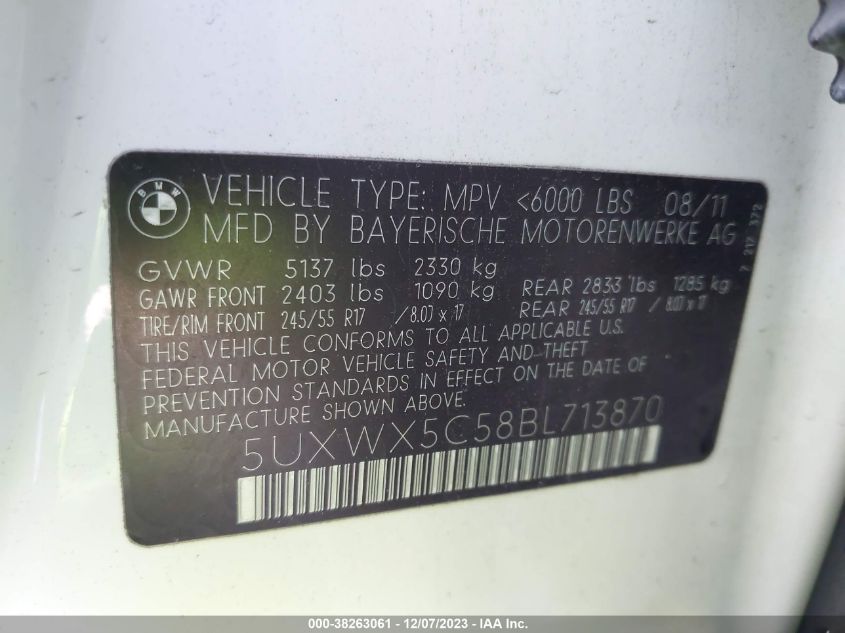 BMW
VEHICLE TYPE: MPV <6000 LBS 08/11
MFD BY BAYERISCHE MOTORENWERKE AG
GVWR 5137 lbs 2330 kg
GAWR FRONT 2403 lbs 1090 kg REAR 2833 lbs 1285 kg
TIRE/RIM FRONT 245/55 R17 / 8.0J x 17 REAR 245/55 R17 / 8.0J x 17
THIS VEHICLE CONFORMS TO ALL APPLICABLE U.S.
FEDERAL MOTOR VEHICLE SAFETY AND THEFT
PREVENTION STANDARDS IN EFFECT ON THE DATE OF
MANUFACTURE SHOWN ABOVE.
5UXWX5C58BL713870
000-38263061 - 12/07/2023 - IAA Inc.